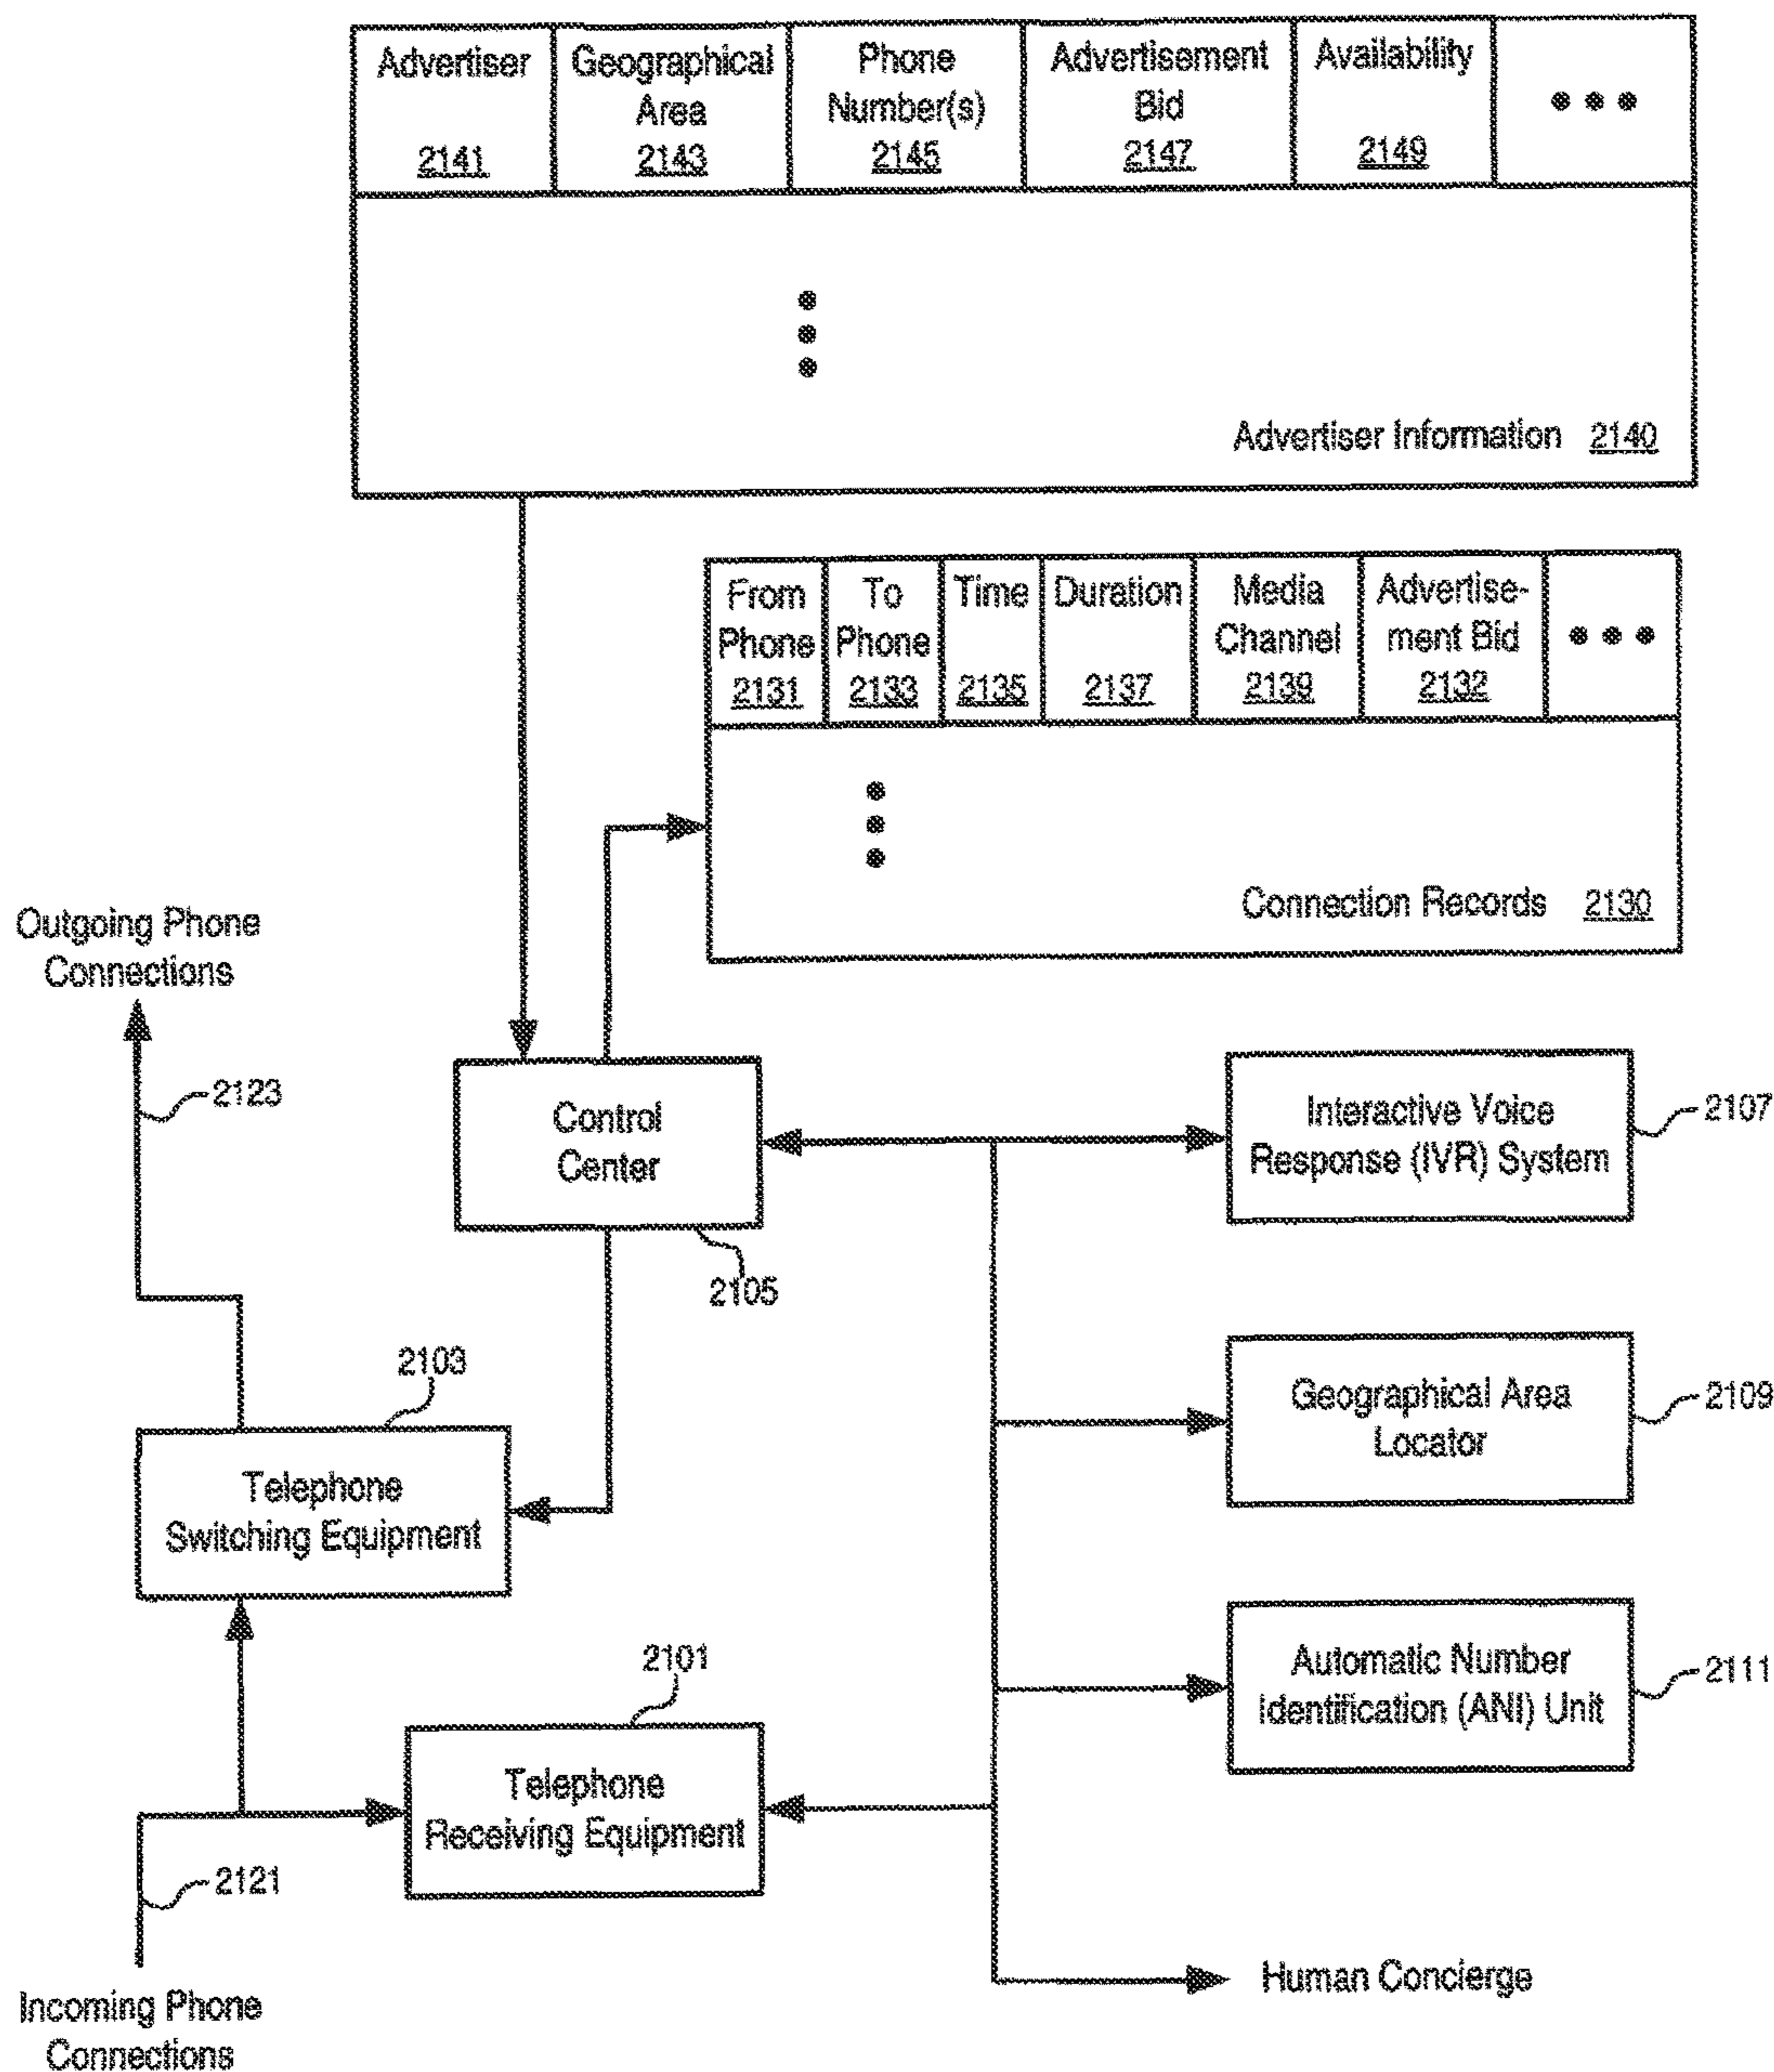 Advertiser
2141
Geographical
Area
2143
Phone
Number(s)
2145
Advertisement
Bid
2147
Availability
2149
Advertiser Information 2140
From
Phone
2131
To
Phone
2133
Time
2135
Duration
2137
Media
Channel
2139
Advertise-
ment Bid
2132
Connection Records 2130
Outgoing Phone
Connections
2123
Control
Center
2105
Interactive Voice
Response (IVR) System
2107
2103
Telephone
Switching Equipment
Geographical Area
Locator
2109
2101
Telephone
Receiving Equipment
Automatic Number
Identification (ANI) Unit
2111
2121
Incoming Phone
Connections
Human Concierge